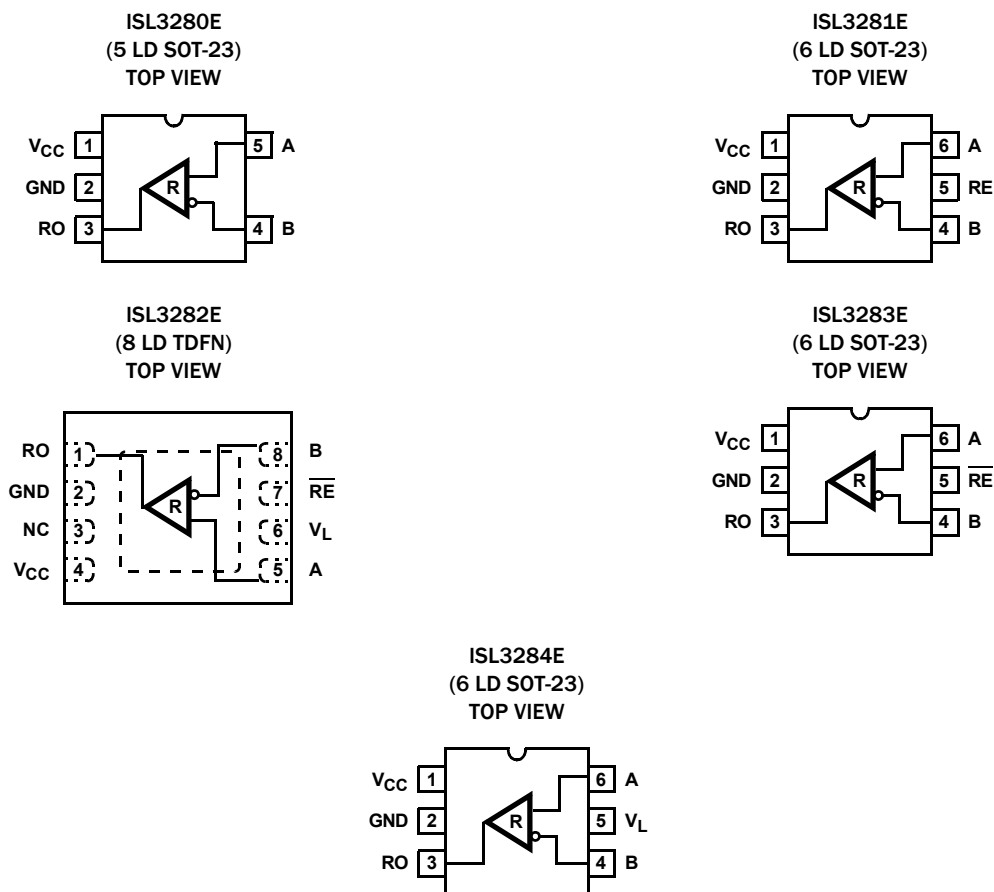 ISL3280E
(5 LD SOT-23)
TOP VIEW
VCC 1
GND 2
RO 3
R
5 A
4 B
ISL3281E
(6 LD SOT-23)
TOP VIEW
VCC 1
GND 2
RO 3
R
6 A
5 RE
4 B
ISL3282E
(8 LD TDFN)
TOP VIEW
RO 1
GND 2
NC 3
VCC 4
R
8 B
7 R̅E̅
6 VL
5 A
ISL3283E
(6 LD SOT-23)
TOP VIEW
VCC 1
GND 2
RO 3
R
6 A
5 R̅E̅
4 B
ISL3284E
(6 LD SOT-23)
TOP VIEW
VCC 1
GND 2
RO 3
R
6 A
5 VL
4 B